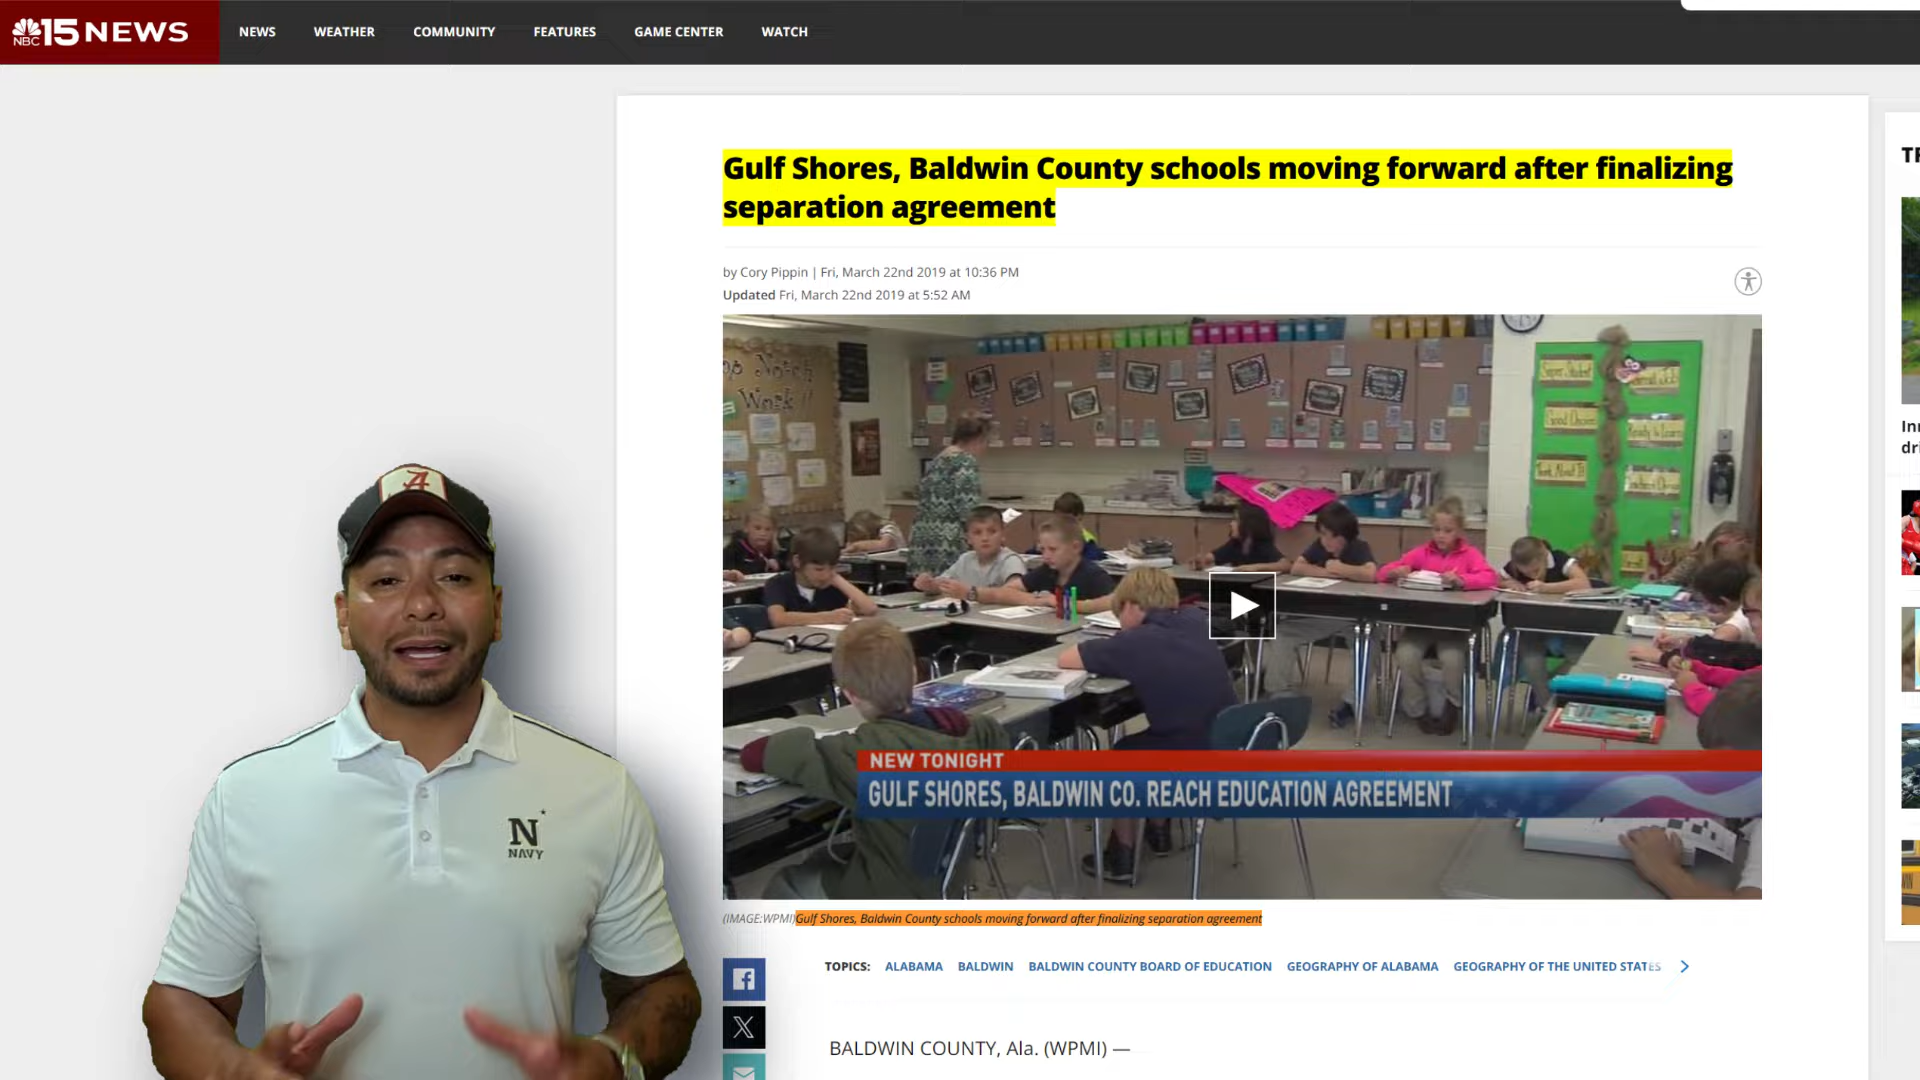 NBC 15 NEWS
NEWS WEATHER COMMUNITY FEATURES GAME CENTER WATCH
Gulf Shores, Baldwin County schools moving forward after finalizing
separation agreement
by Cory Pippin | Fri, March 22nd 2019 at 10:36 PM
Updated Fri, March 22nd 2019 at 5:52 AM
Work!!
NEW TONIGHT
GULF SHORES, BALDWIN CO. REACH EDUCATION AGREEMENT
A
N
NAVY
(IMAGE:WPMI)Gulf Shores, Baldwin County schools moving forward after finalizing separation agreement
TOPICS: ALABAMA BALDWIN BALDWIN COUNTY BOARD OF EDUCATION GEOGRAPHY OF ALABAMA GEOGRAPHY OF THE UNITED STATES
BALDWIN COUNTY, Ala. (WPMI) —